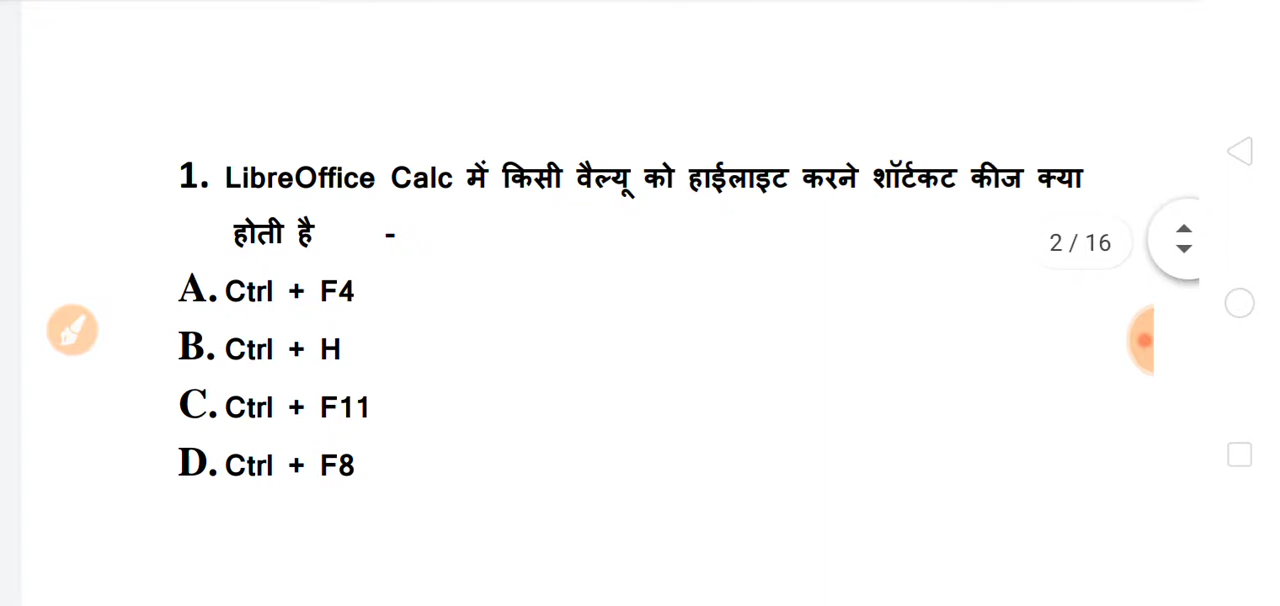 1. LibreOffice Calc में किसी वैल्यू को हाईलाइट करने शॉर्टकट कीज क्या
होती है -
2 / 16
A. Ctrl + F4
B. Ctrl + H
C. Ctrl + F11
D. Ctrl + F8